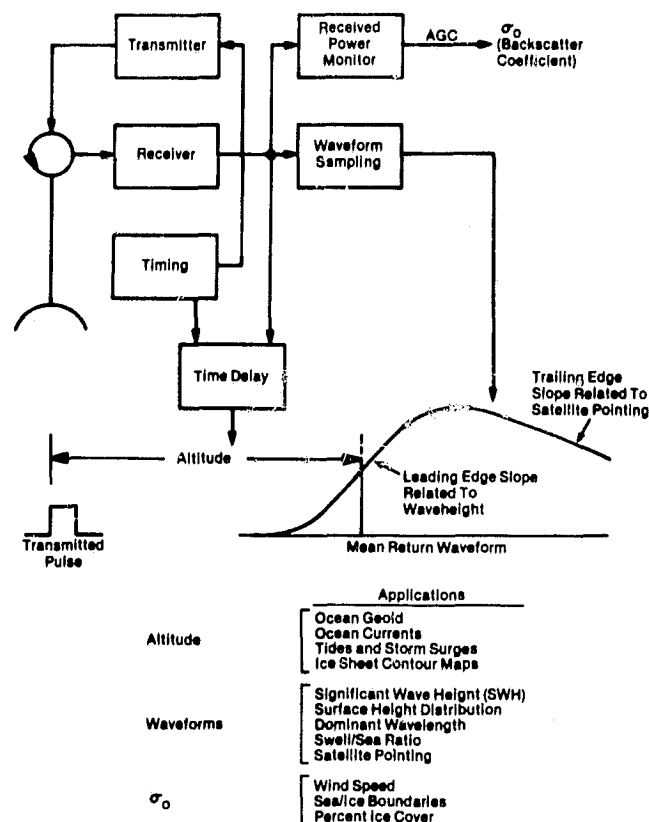 Transmitter
Received
Power
Monitor
AGC
σ₀
(Backscatter
Coefficient)
Receiver
Waveform
Sampling
Timing
Time Delay
Trailing Edge
Slope Related To
Satellite Pointing
Altitude
Leading Edge Slope
Related To
Waveheight
Transmitted
Pulse
Mean Return Waveform
Applications
Altitude
Ocean Geoid
Ocean Currents
Tides and Storm Surges
Ice Sheet Contour Maps
Waveforms
Significant Wave Height (SWH)
Surface Height Distribution
Dominant Wavelength
Swell/Sea Ratio
Satellite Pointing
σ₀
Wind Speed
Sea/Ice Boundaries
Percent Ice Cover